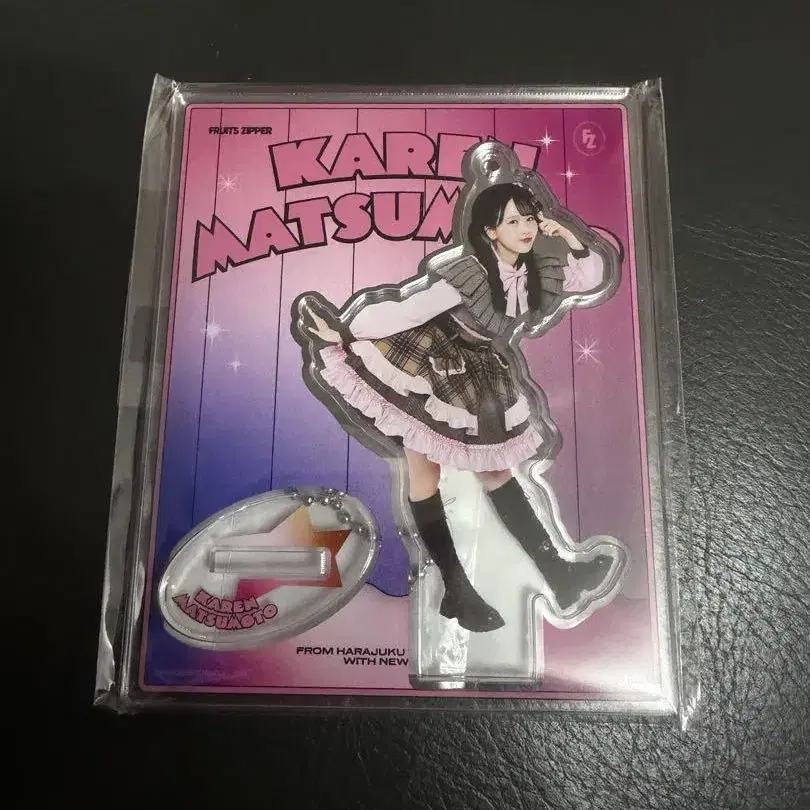 FRUITS ZIPPER
FZ
KAREN
MATSUM
KAREN
MATSUMOTO
FROM HARAJUKU
WITH NEW